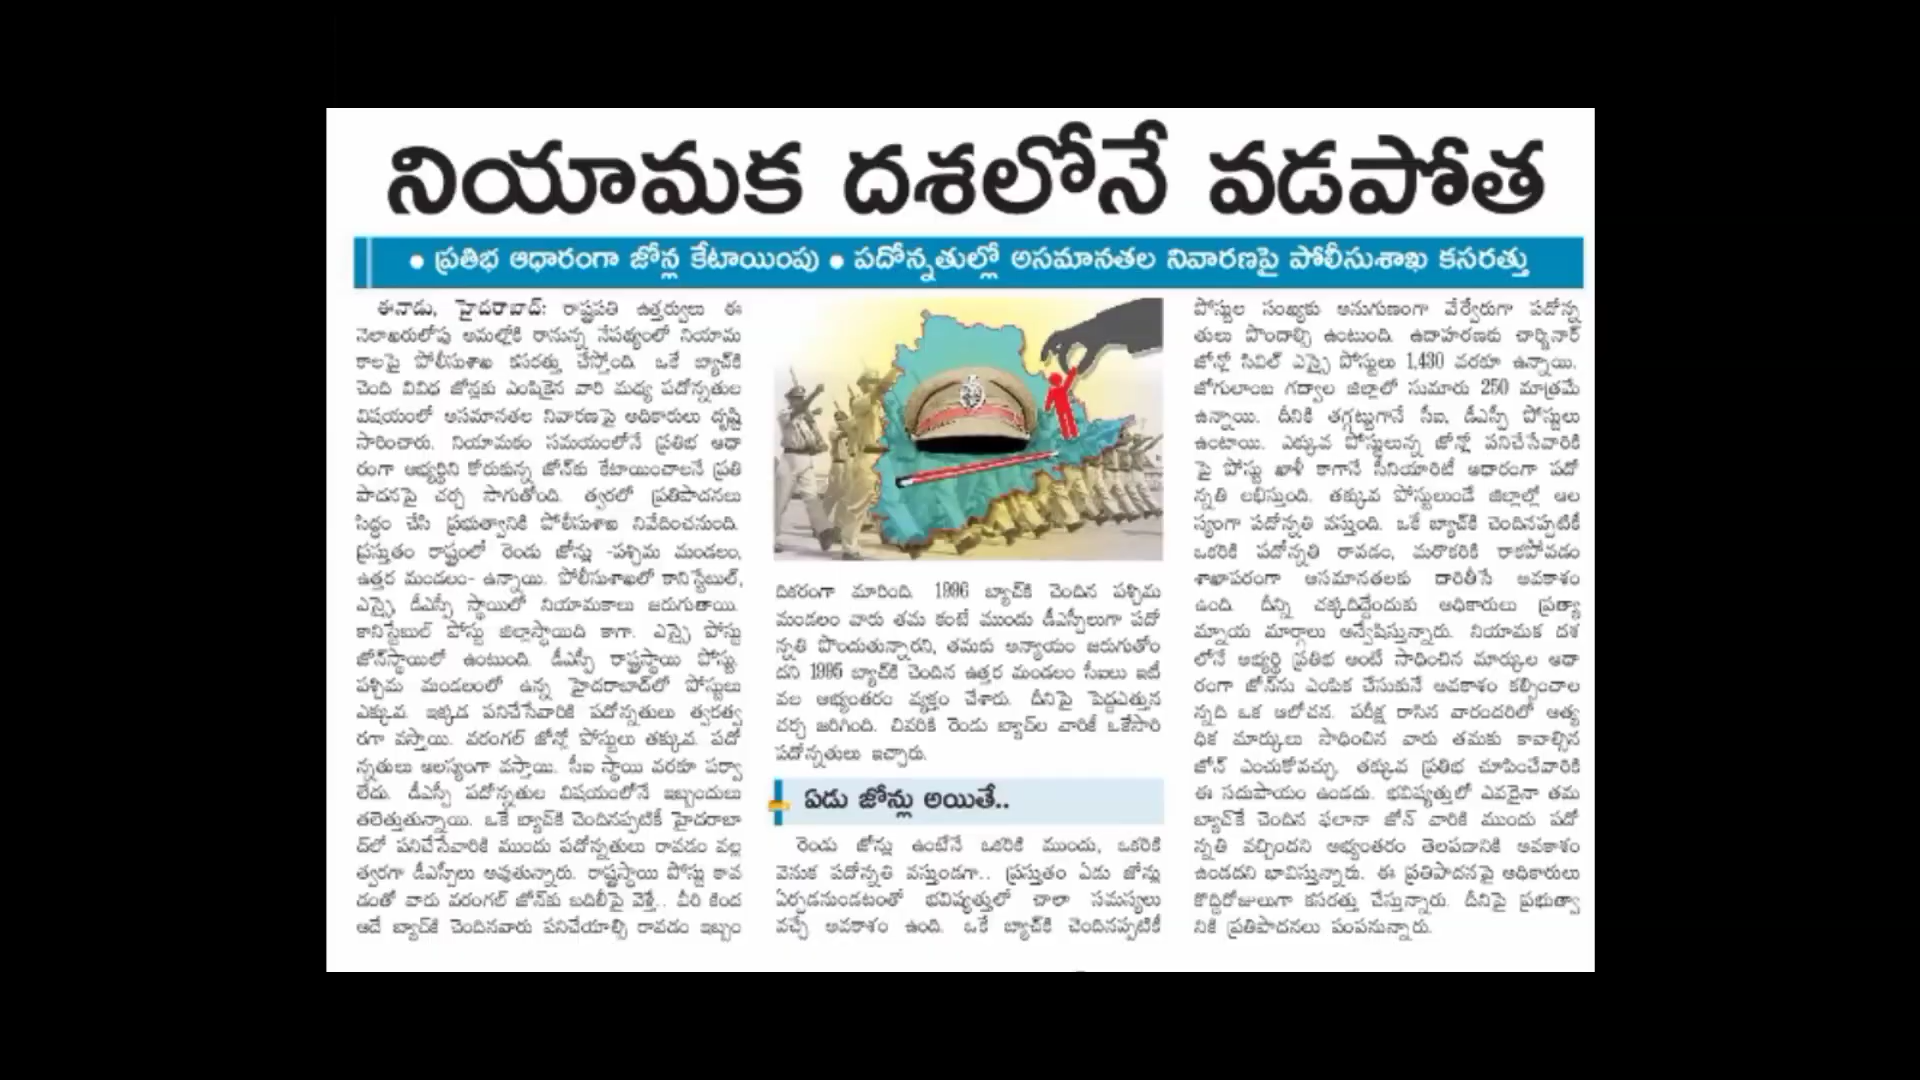 నియామక దశలోనే వడపోత
● ప్రతిభ ఆధారంగా జోన్ల కేటాయింపు ● పదోన్నతుల్లో అసమానతల నివారణపై పోలీసుశాఖ కసరత్తు
ఈనాడు, హైదరాబాద్: రాష్ట్రపతి ఉత్తర్వులు ఈ
నెలాఖరులోపు అమల్లోకి రానున్న నేపథ్యంలో నియామ
కాలపై పోలీసుశాఖ కసరత్తు చేస్తోంది. ఒకే బ్యాచ్‌కి
చెంది వివిధ జోన్లకు ఎంపికైన వారి మధ్య పదోన్నతుల
విషయంలో అసమానతల నివారణపై అధికారులు దృష్టి
సారించారు. నియామకం సమయంలోనే ప్రతిభ ఆధా
రంగా అభ్యర్థిని కోరుకున్న జోన్‌కు కేటాయించాలనే ప్రతి
పాదనపై చర్చ సాగుతోంది. త్వరలో ప్రతిపాదనలు
సిద్ధం చేసి ప్రభుత్వానికి పోలీసుశాఖ నివేదించనుంది.
ప్రస్తుతం రాష్ట్రంలో రెండు జోన్లు -పశ్చిమ మండలం,
ఉత్తర మండలం- ఉన్నాయి. పోలీసుశాఖలో కానిస్టేబుల్,
ఎస్సై, డీఎస్పీ స్థాయిలో నియామకాలు జరుగుతాయి.
కానిస్టేబుల్ పోస్టు జిల్లాస్థాయిది కాగా. ఎస్సై పోస్టు
జోన్‌స్థాయిలో ఉంటుంది. డీఎస్పీ రాష్ట్రస్థాయి పోస్టు.
పశ్చిమ మండలంలో ఉన్న హైదరాబాద్‌లో పోస్టులు
ఎక్కువ. ఇక్కడ పనిచేసేవారికి పదోన్నతులు త్వరత్వ
రగా వస్తాయి. వరంగల్ జోన్లో పోస్టులు తక్కువ. పదో
న్నతులు ఆలస్యంగా వస్తాయి. సీఐ స్థాయి వరకూ పర్వా
లేదు. డీఎస్పీ పదోన్నతుల విషయంలోనే ఇబ్బందులు
తలెత్తుతున్నాయి. ఒకే బ్యాచ్‌కి చెందినప్పటికీ హైదరాబా
ద్‌లో పనిచేసేవారికి ముందు పదోన్నతులు రావడం వల్ల
త్వరగా డీఎస్పీలు అవుతున్నారు. రాష్ట్రస్థాయి పోస్టు కావ
డంతో వారు వరంగల్ జోన్‌కు బదిలీపై వెళ్తే.. వీరి కింద
అదే బ్యాచ్‌కి చెందినవారు పనిచేయాల్సి రావడం ఇబ్బం
దికరంగా మారింది. 1996 బ్యాచ్‌కి చెందిన పశ్చిమ
మండలం వారు తమ కంటే ముందు డీఎస్పీలుగా పదో
న్నతి పొందుతున్నారని, తమకు అన్యాయం జరుగుతోం
దని 1995 బ్యాచ్‌కి చెందిన ఉత్తర మండలం సీఐలు ఇటీ
వల అభ్యంతరం వ్యక్తం చేశారు. దీనిపై పెద్దఎత్తున
చర్చ జరిగింది. చివరికి రెండు బ్యాచ్‌ల వారికీ ఒకేసారి
పదోన్నతులు ఇచ్చారు.
ఏడు జోన్లు అయితే..
రెండు జోన్లు ఉంటేనే ఒకరికి ముందు, ఒకరికి
వెనుక పదోన్నతి వస్తుండగా.. ప్రస్తుతం ఏడు జోన్లు
ఏర్పడనుండటంతో భవిష్యత్తులో చాలా సమస్యలు
వచ్చే అవకాశం ఉంది. ఒకే బ్యాచ్‌కి చెందినప్పటికీ
పోస్టుల సంఖ్యకు అనుగుణంగా వేర్వేరుగా పదోన్న
తులు పొందాల్సి ఉంటుంది. ఉదాహరణకు చార్మినార్
జోన్లో సివిల్ ఎస్సై పోస్టులు 1,430 వరకూ ఉన్నాయి.
జోగులాంబ గద్వాల జిల్లాలో సుమారు 250 మాత్రమే
ఉన్నాయి. దీనికి తగ్గట్టుగానే సీఐ, డీఎస్పీ పోస్టులు
ఉంటాయి. ఎక్కువ పోస్టులున్న జోన్లో పనిచేసేవారికి
పై పోస్టు ఖాళీ కాగానే సీనియారిటీ ఆధారంగా పదో
న్నతి లభిస్తుంది. తక్కువ పోస్టులుండే జిల్లాల్లో ఆల
స్యంగా పదోన్నతి వస్తుంది. ఒకే బ్యాచ్‌కి చెందినప్పటికీ
ఒకరికి పదోన్నతి రావడం, మరొకరికి రాకపోవడం
శాఖాపరంగా అసమానతలకు దారితీసే అవకాశం
ఉంది. దీన్ని చక్కదిద్దేందుకు అధికారులు ప్రత్యా
మ్నాయ మార్గాలు అన్వేషిస్తున్నారు. నియామక దశ
లోనే అభ్యర్థి ప్రతిభ అంటే సాధించిన మార్కుల ఆధా
రంగా జోన్‌ను ఎంపిక చేసుకునే అవకాశం కల్పించాల
న్నది ఒక ఆలోచన. పరీక్ష రాసిన వారందరిలో అత్య
ధిక మార్కులు సాధించిన వారు తమకు కావాల్సిన
జోన్ ఎంచుకోవచ్చు. తక్కువ ప్రతిభ చూపించేవారికి
ఈ సదుపాయం ఉండదు. భవిష్యత్తులో ఎవరైనా తమ
బ్యాచ్‌కే చెందిన ఫలానా జోన్ వారికి ముందు పదో
న్నతి వచ్చిందని అభ్యంతరం తెలపడానికి అవకాశం
ఉండదని భావిస్తున్నారు. ఈ ప్రతిపాదనపై అధికారులు
కొద్దిరోజులుగా కసరత్తు చేస్తున్నారు. దీనిపై ప్రభుత్వా
నికి ప్రతిపాదనలు పంపనున్నారు.